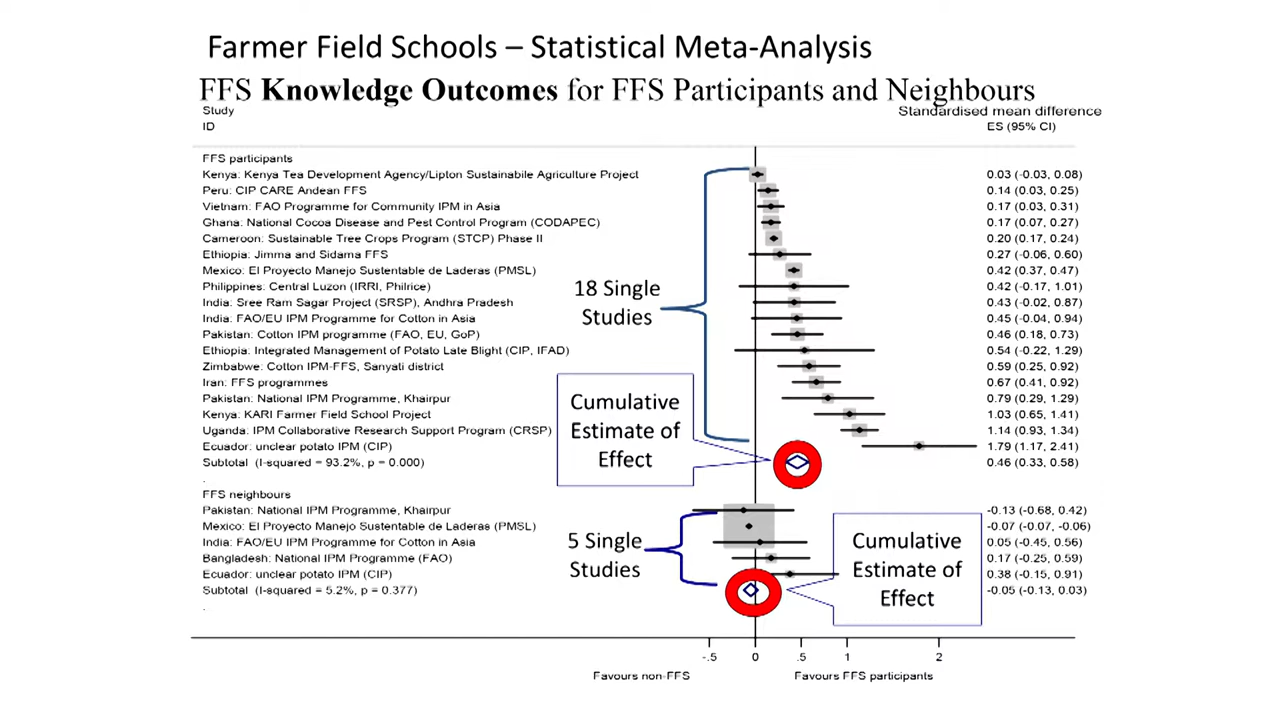 Farmer Field Schools – Statistical Meta-Analysis
FFS Knowledge Outcomes for FFS Participants and Neighbours
Study Standardised mean difference
ID ES (95% CI)
FFS participants
Kenya: Kenya Tea Development Agency/Lipton Sustainabile Agriculture Project 0.03 (-0.03, 0.08)
Peru: CIP CARE Andean FFS 0.14 (0.03, 0.25)
Vietnam: FAO Programme for Community IPM in Asia 0.17 (0.03, 0.31)
Ghana: National Cocoa Disease and Pest Control Program (CODAPEC) 0.17 (0.07, 0.27)
Cameroon: Sustainable Tree Crops Program (STCP) Phase II 0.20 (0.17, 0.24)
Ethiopia: Jimma and Sidama FFS 0.27 (-0.06, 0.60)
Mexico: El Proyecto Manejo Sustentable de Laderas (PMSL) 0.42 (0.37, 0.47)
Philippines: Central Luzon (IRRI, Philrice) 0.42 (-0.17, 1.01)
India: Sree Ram Sagar Project (SRSP), Andhra Pradesh 0.43 (-0.02, 0.87)
India: FAO/EU IPM Programme for Cotton in Asia 0.45 (-0.04, 0.94)
Pakistan: Cotton IPM programme (FAO, EU, GoP) 0.46 (0.18, 0.73)
Ethiopia: Integrated Management of Potato Late Blight (CIP, IFAD) 0.54 (-0.22, 1.29)
Zimbabwe: Cotton IPM-FFS, Sanyati district 0.59 (0.25, 0.92)
Iran: FFS programmes 0.67 (0.41, 0.92)
Pakistan: National IPM Programme, Khairpur 0.79 (0.29, 1.29)
Kenya: KARI Farmer Field School Project 1.03 (0.65, 1.41)
Uganda: IPM Collaborative Research Support Program (CRSP) 1.14 (0.93, 1.34)
Ecuador: unclear potato IPM (CIP) 1.79 (1.17, 2.41)
Subtotal (I-squared = 93.2%, p = 0.000) 0.46 (0.33, 0.58)
.
18 Single
Studies
Cumulative
Estimate of
Effect
FFS neighbours
Pakistan: National IPM Programme, Khairpur -0.13 (-0.68, 0.42)
Mexico: El Proyecto Manejo Sustentable de Laderas (PMSL) -0.07 (-0.07, -0.06)
India: FAO/EU IPM Programme for Cotton in Asia 0.05 (-0.45, 0.56)
Bangladesh: National IPM Programme (FAO) 0.17 (-0.25, 0.59)
Ecuador: unclear potato IPM (CIP) 0.38 (-0.15, 0.91)
Subtotal (I-squared = 5.2%, p = 0.377) -0.05 (-0.13, 0.03)
.
5 Single
Studies
Cumulative
Estimate of
Effect
-.5 0 .5 1 2
Favours non-FFS Favours FFS participants